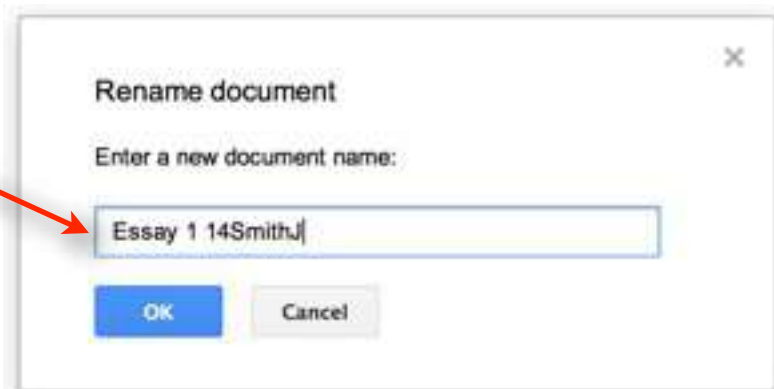 Rename document
Enter a new document name:
Essay 1 14SmithJ
OK Cancel